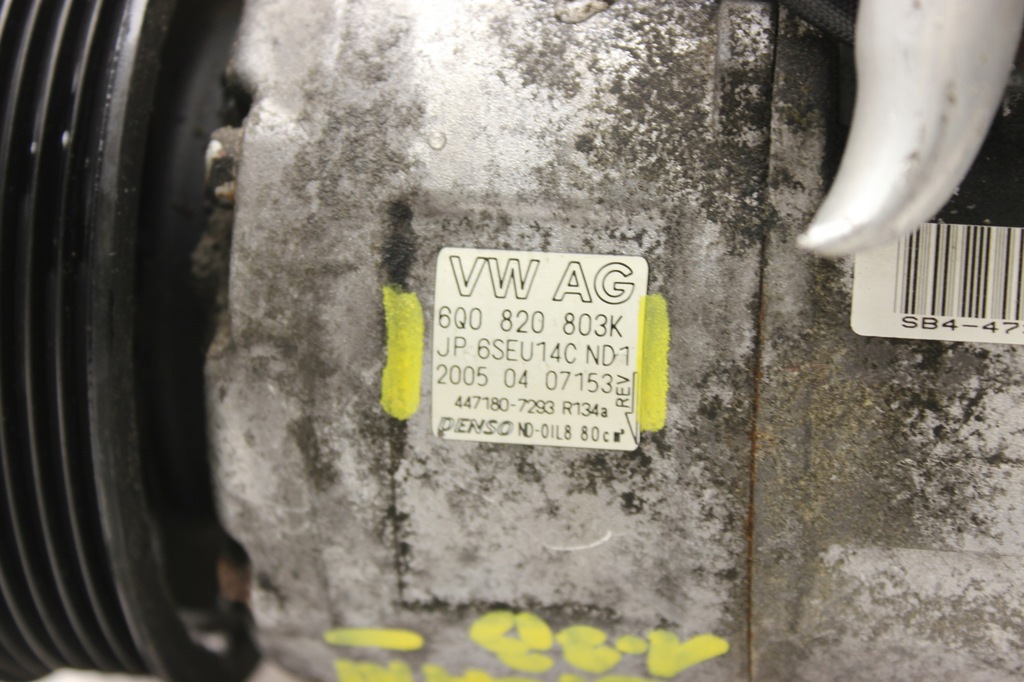 VW AG
6Q0 820 803K
JP 6SEU14C ND1
2005 04 07153
REV
447180-7293 R134a
DENSO ND-OIL8 80cm³
SB4-47